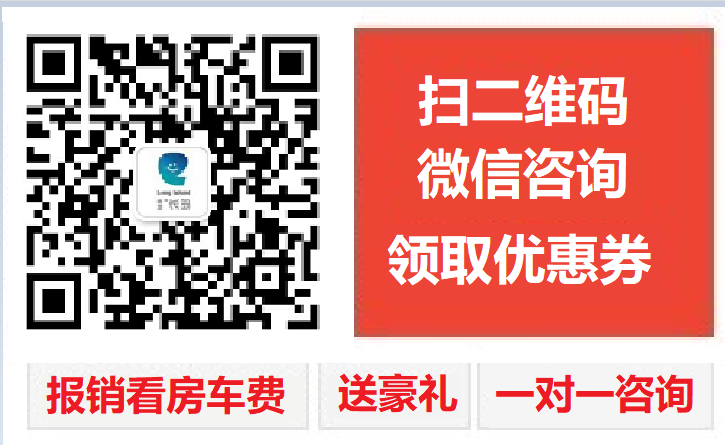 扫二维码
微信咨询
领取优惠券
报销看房车费
送豪礼
一对一咨询